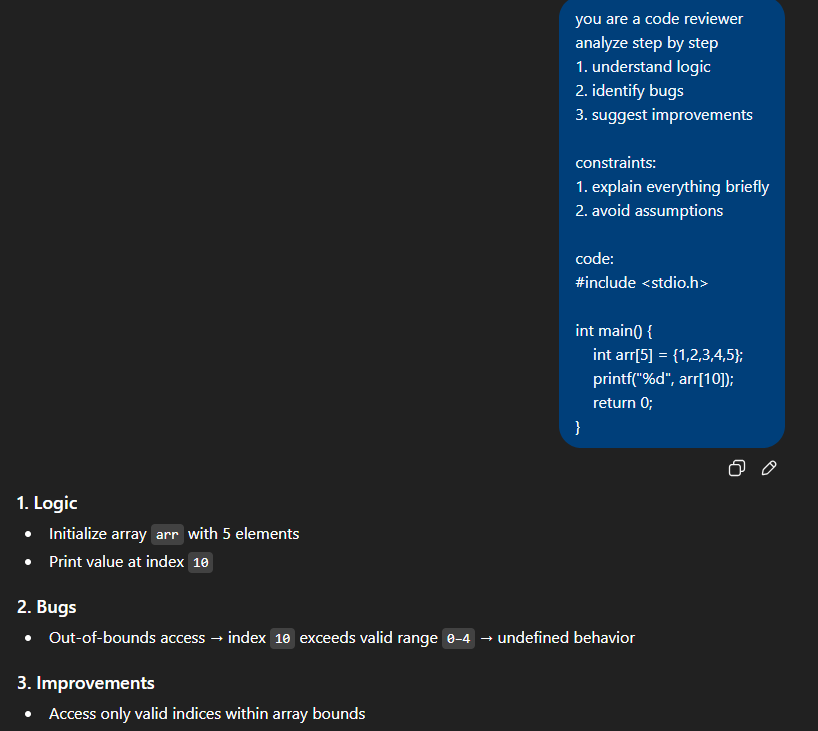 you are a code reviewer
analyze step by step
1. understand logic
2. identify bugs
3. suggest improvements
constraints:
1. explain everything briefly
2. avoid assumptions
code:
#include <stdio.h>
int main() {
    int arr[5] = {1,2,3,4,5};
    printf("%d", arr[10]);
    return 0;
}
1. Logic
• Initialize array arr with 5 elements
• Print value at index 10
2. Bugs
• Out-of-bounds access → index 10 exceeds valid range 0–4 → undefined behavior
3. Improvements
• Access only valid indices within array bounds